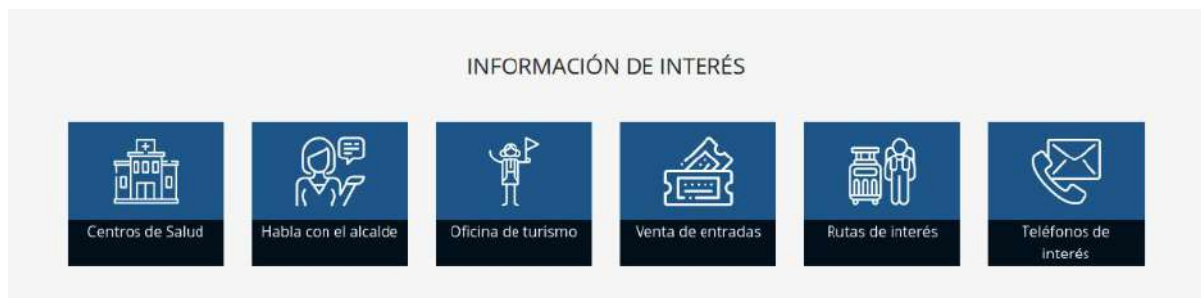 INFORMACIÓN DE INTERÉS
Centros de Salud
Habla con el alcalde
Oficina de turismo
Venta de entradas
Rutas de interés
Teléfonos de
interés